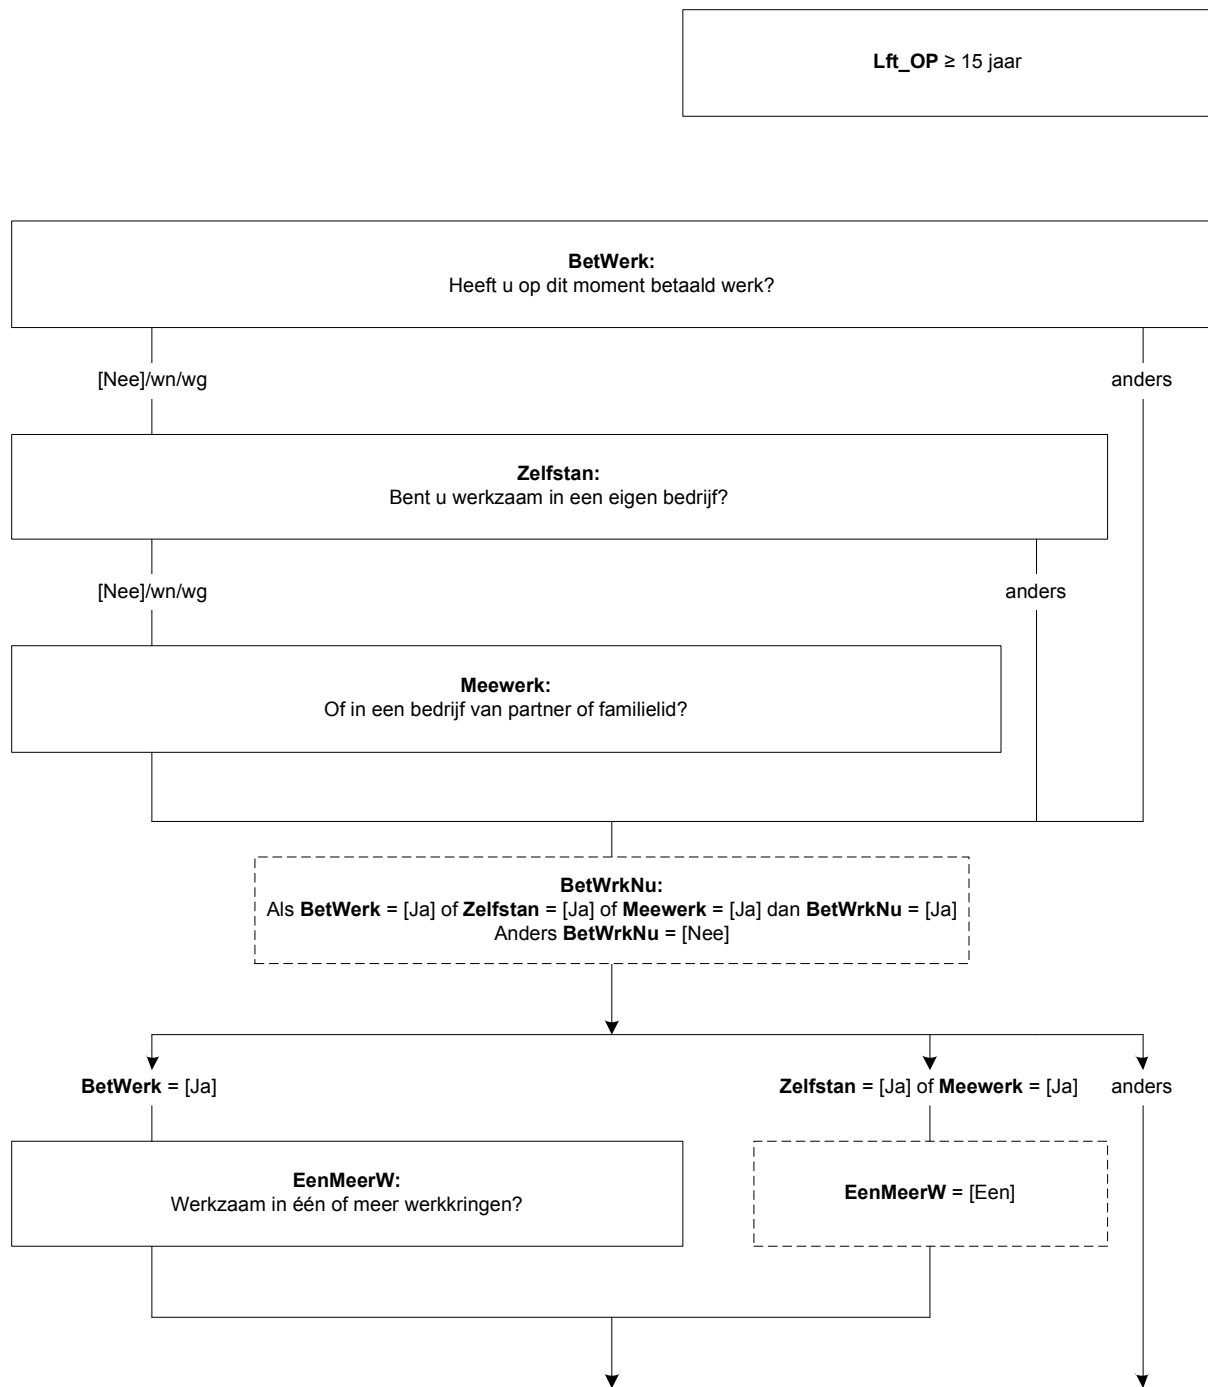 Lft_OP ≥ 15 jaar
BetWerk:
Heeft u op dit moment betaald werk?
[Nee]/wn/wg
anders
Zelfstan:
Bent u werkzaam in een eigen bedrijf?
[Nee]/wn/wg
anders
Meewerk:
Of in een bedrijf van partner of familielid?
BetWrkNu:
Als BetWerk = [Ja] of Zelfstan = [Ja] of Meewerk = [Ja] dan BetWrkNu = [Ja]
Anders BetWrkNu = [Nee]
BetWerk = [Ja]
Zelfstan = [Ja] of Meewerk = [Ja]
anders
EenMeerW:
Werkzaam in één of meer werkkringen?
EenMeerW = [Een]